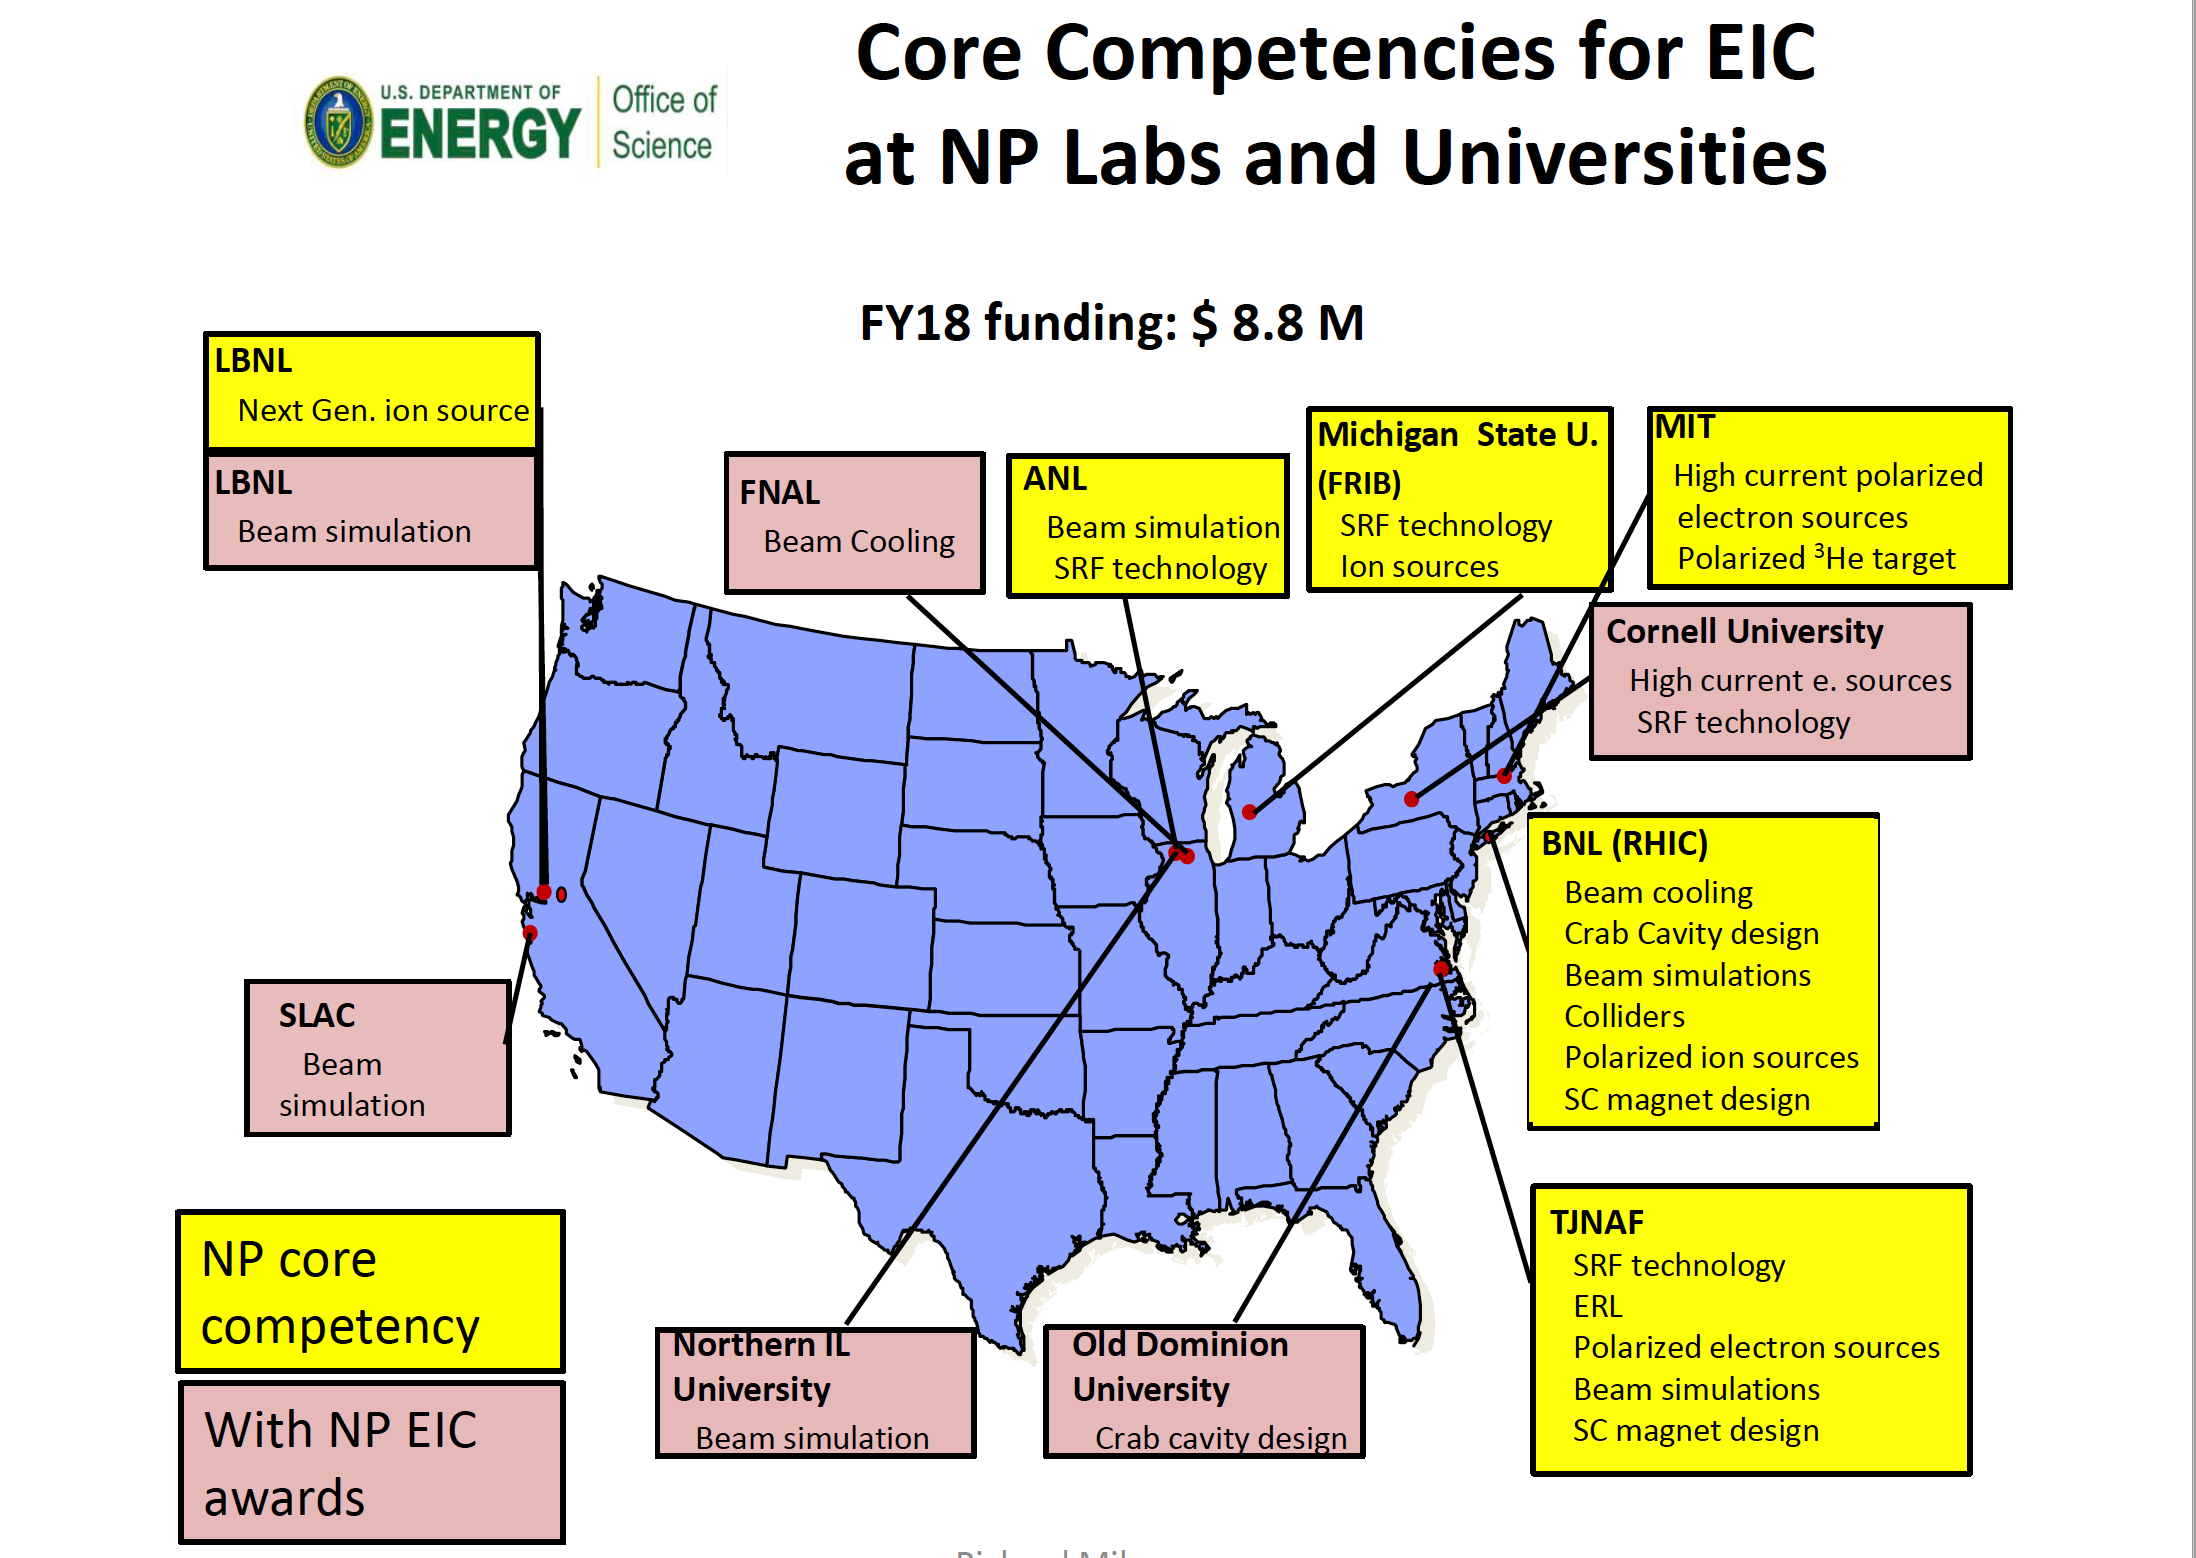 Core Competencies for EIC
at NP Labs and Universities
U.S. DEPARTMENT OF
ENERGY
Office of
Science
FY18 funding: $ 8.8 M
LBNL
Next Gen. ion source
LBNL
Beam simulation
FNAL
Beam Cooling
ANL
Beam simulation
SRF technology
Michigan State U.
(FRIB)
SRF technology
Ion sources
MIT
High current polarized
electron sources
Polarized ³He target
Cornell University
High current e. sources
SRF technology
BNL (RHIC)
Beam cooling
Crab Cavity design
Beam simulations
Colliders
Polarized ion sources
SC magnet design
SLAC
Beam
simulation
TJNAF
SRF technology
ERL
Polarized electron sources
Beam simulations
SC magnet design
Northern IL
University
Beam simulation
Old Dominion
University
Crab cavity design
NP core
competency
With NP EIC
awards